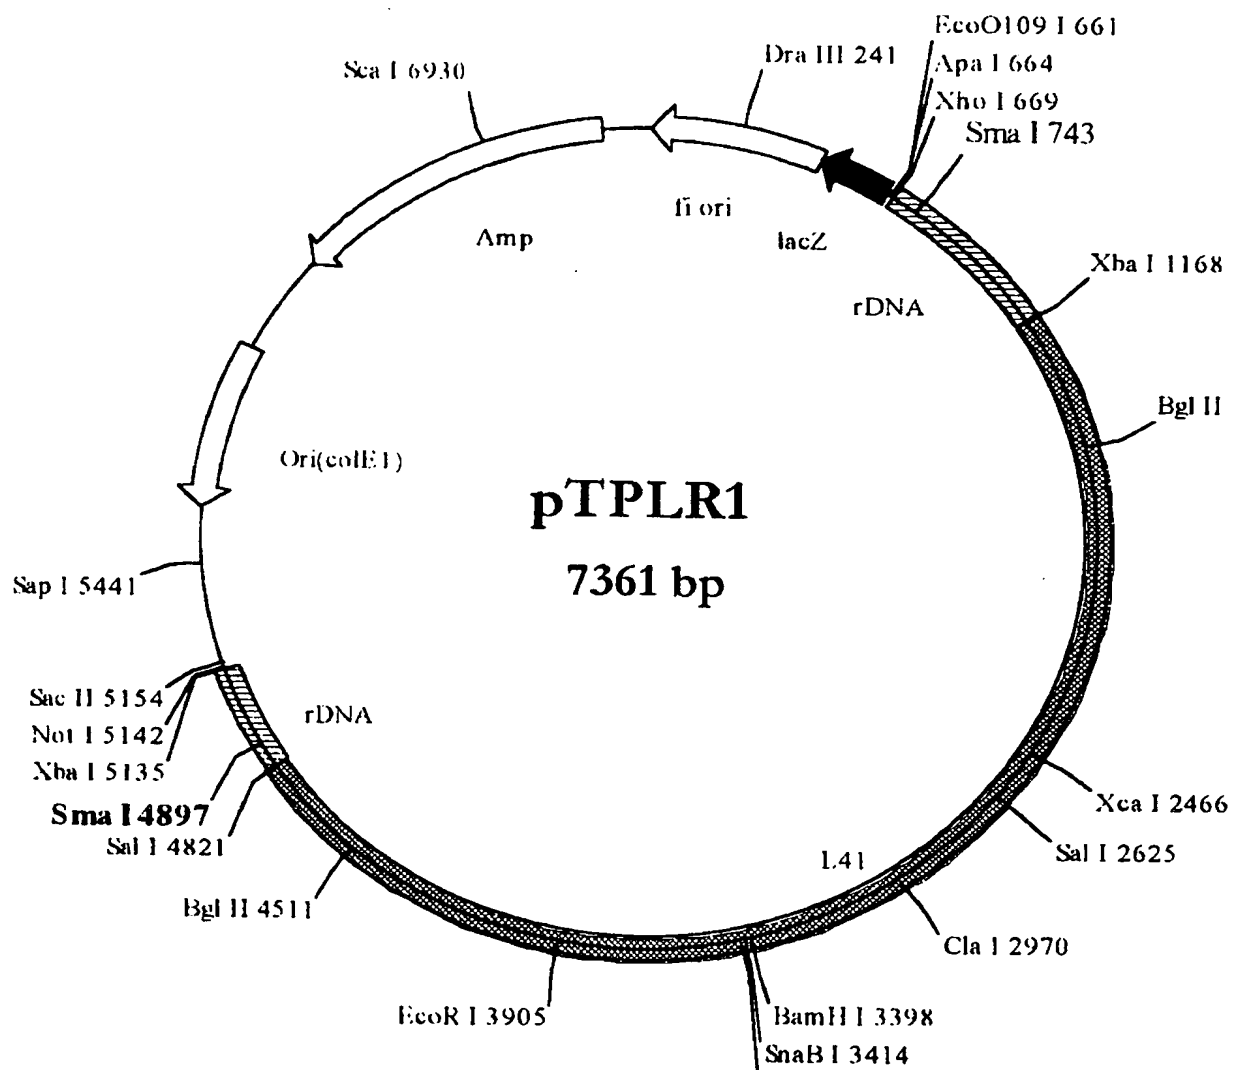 EcoO109 I 661
Apa I 664
Xho I 669
Sma I 743
Dra III 241
Sca I 6930
fi ori
lacZ
Amp
rDNA
Xba I 1168
Bgl II
Ori(colE1)
pTPLR1
7361 bp
Sap I 5441
Sac II 5154
Not I 5142
Xba I 5135
Sma I 4897
Sal I 4821
rDNA
Bgl II 4511
L41
Xca I 2466
Sal I 2625
Cla I 2970
EcoR I 3905
BamH I 3398
SnaB I 3414